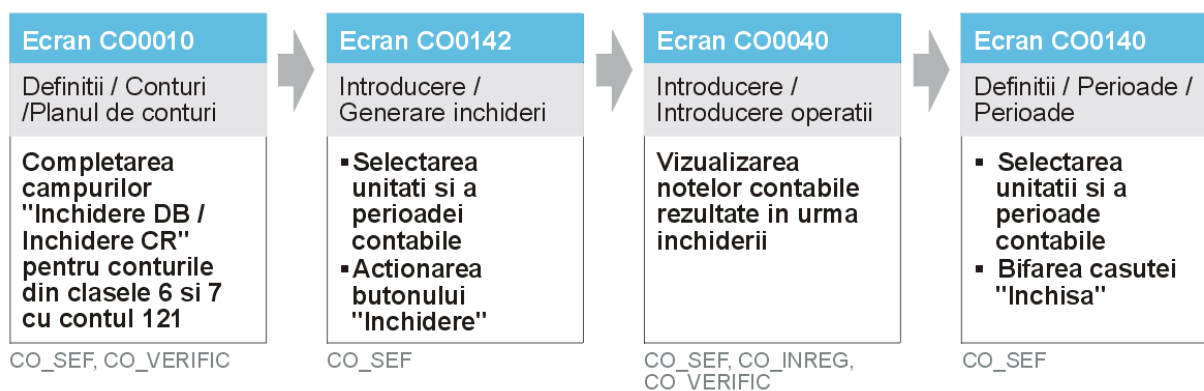 Ecran CO0010
Definitii / Conturi
/Planul de conturi
Completarea
campurilor
"Inchidere DB /
Inchidere CR"
pentru conturile
din clasele 6 si 7
cu contul 121
CO_SEF, CO_VERIFIC
Ecran CO0142
Introducere /
Generare inchideri
▪Selectarea
unitati si a
perioadei
contabile
▪Actionarea
butonului
"Inchidere"
CO_SEF
Ecran CO0040
Introducere /
Introducere operatii
Vizualizarea
notelor contabile
rezultate in urma
inchiderii
CO_SEF, CO_INREG,
CO_VERIFIC
Ecran CO0140
Definitii / Perioade /
Perioade
▪ Selectarea
unitatii si a
perioade
contabile
▪ Bifarea casutei
"Inchisa"
CO_SEF